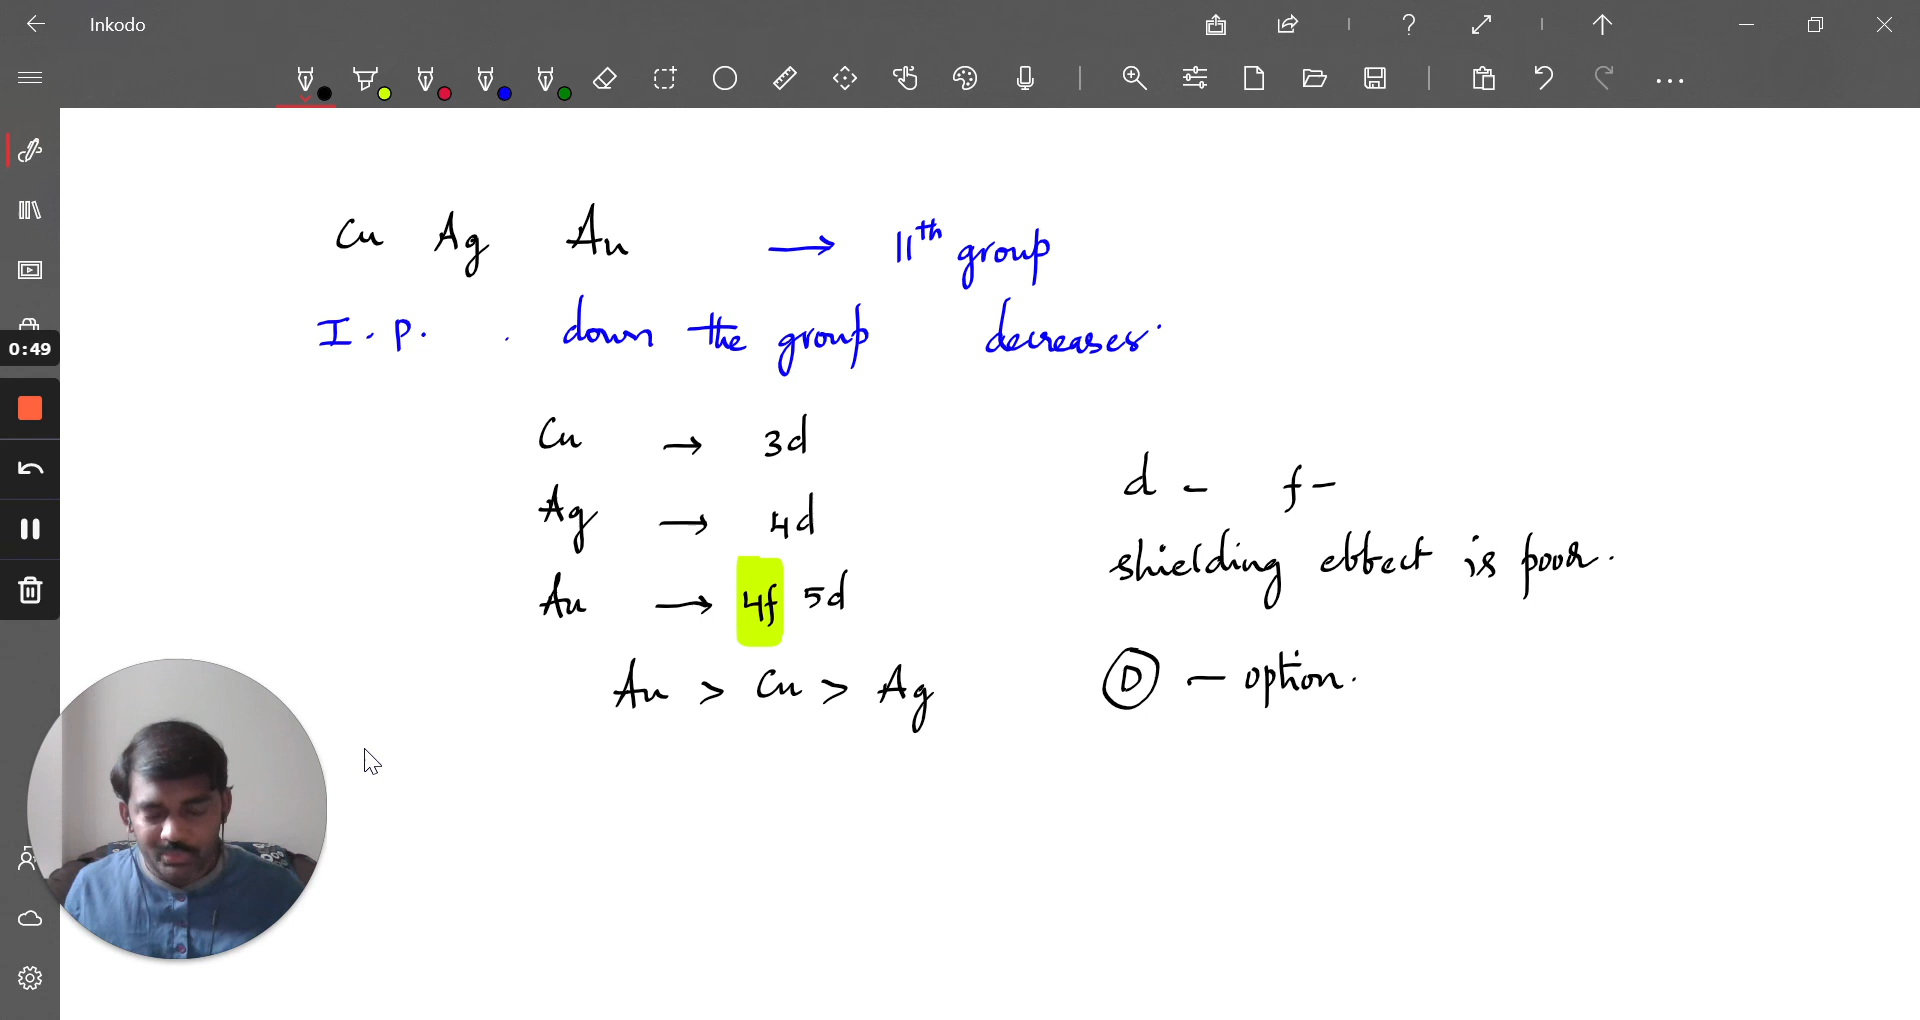 Inkodo
Cu Ag Au → 11th group
I.P. . down the group decreases.
0:49
Cu → 3d
Ag → 4d
Au → 4f 5d
d - f -
shielding effect is poor.
Au > Cu > Ag
D - option.